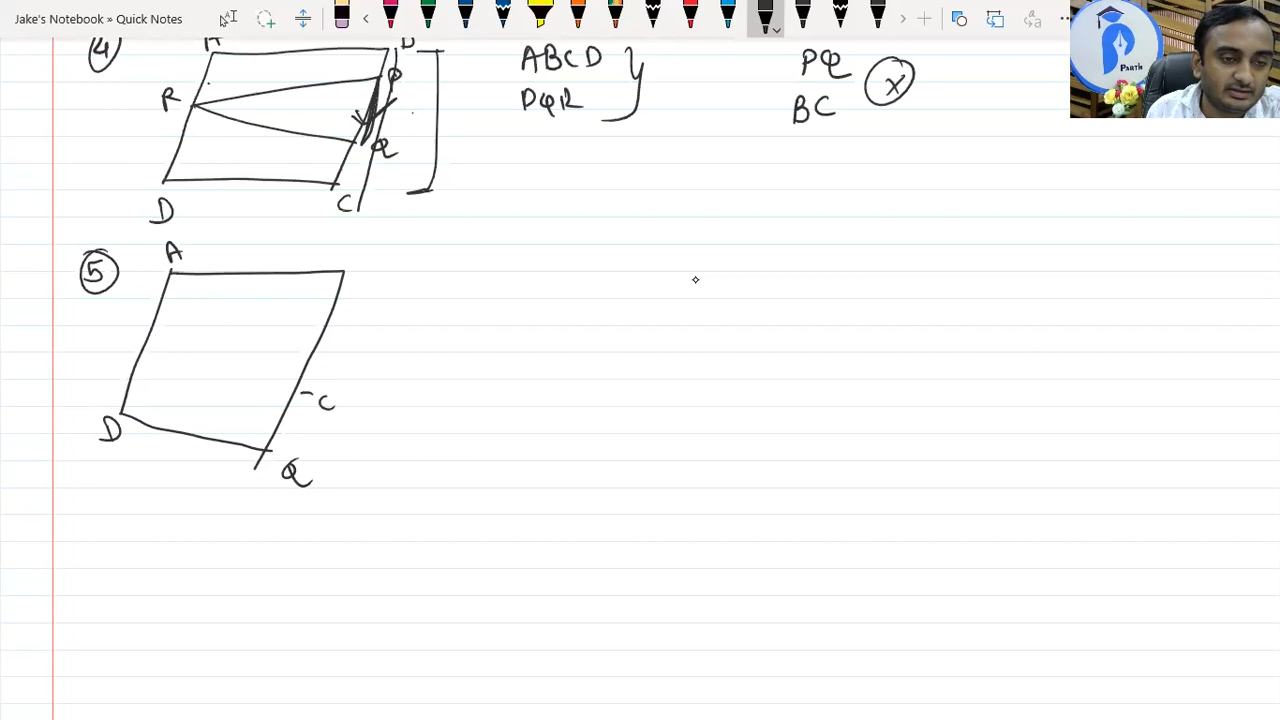 Jake's Notebook » Quick Notes
PARTH
④ A B
ABCD
PQ
P
R
PQR
BC
X
Q
D
C
⑤ A
C
D
Q